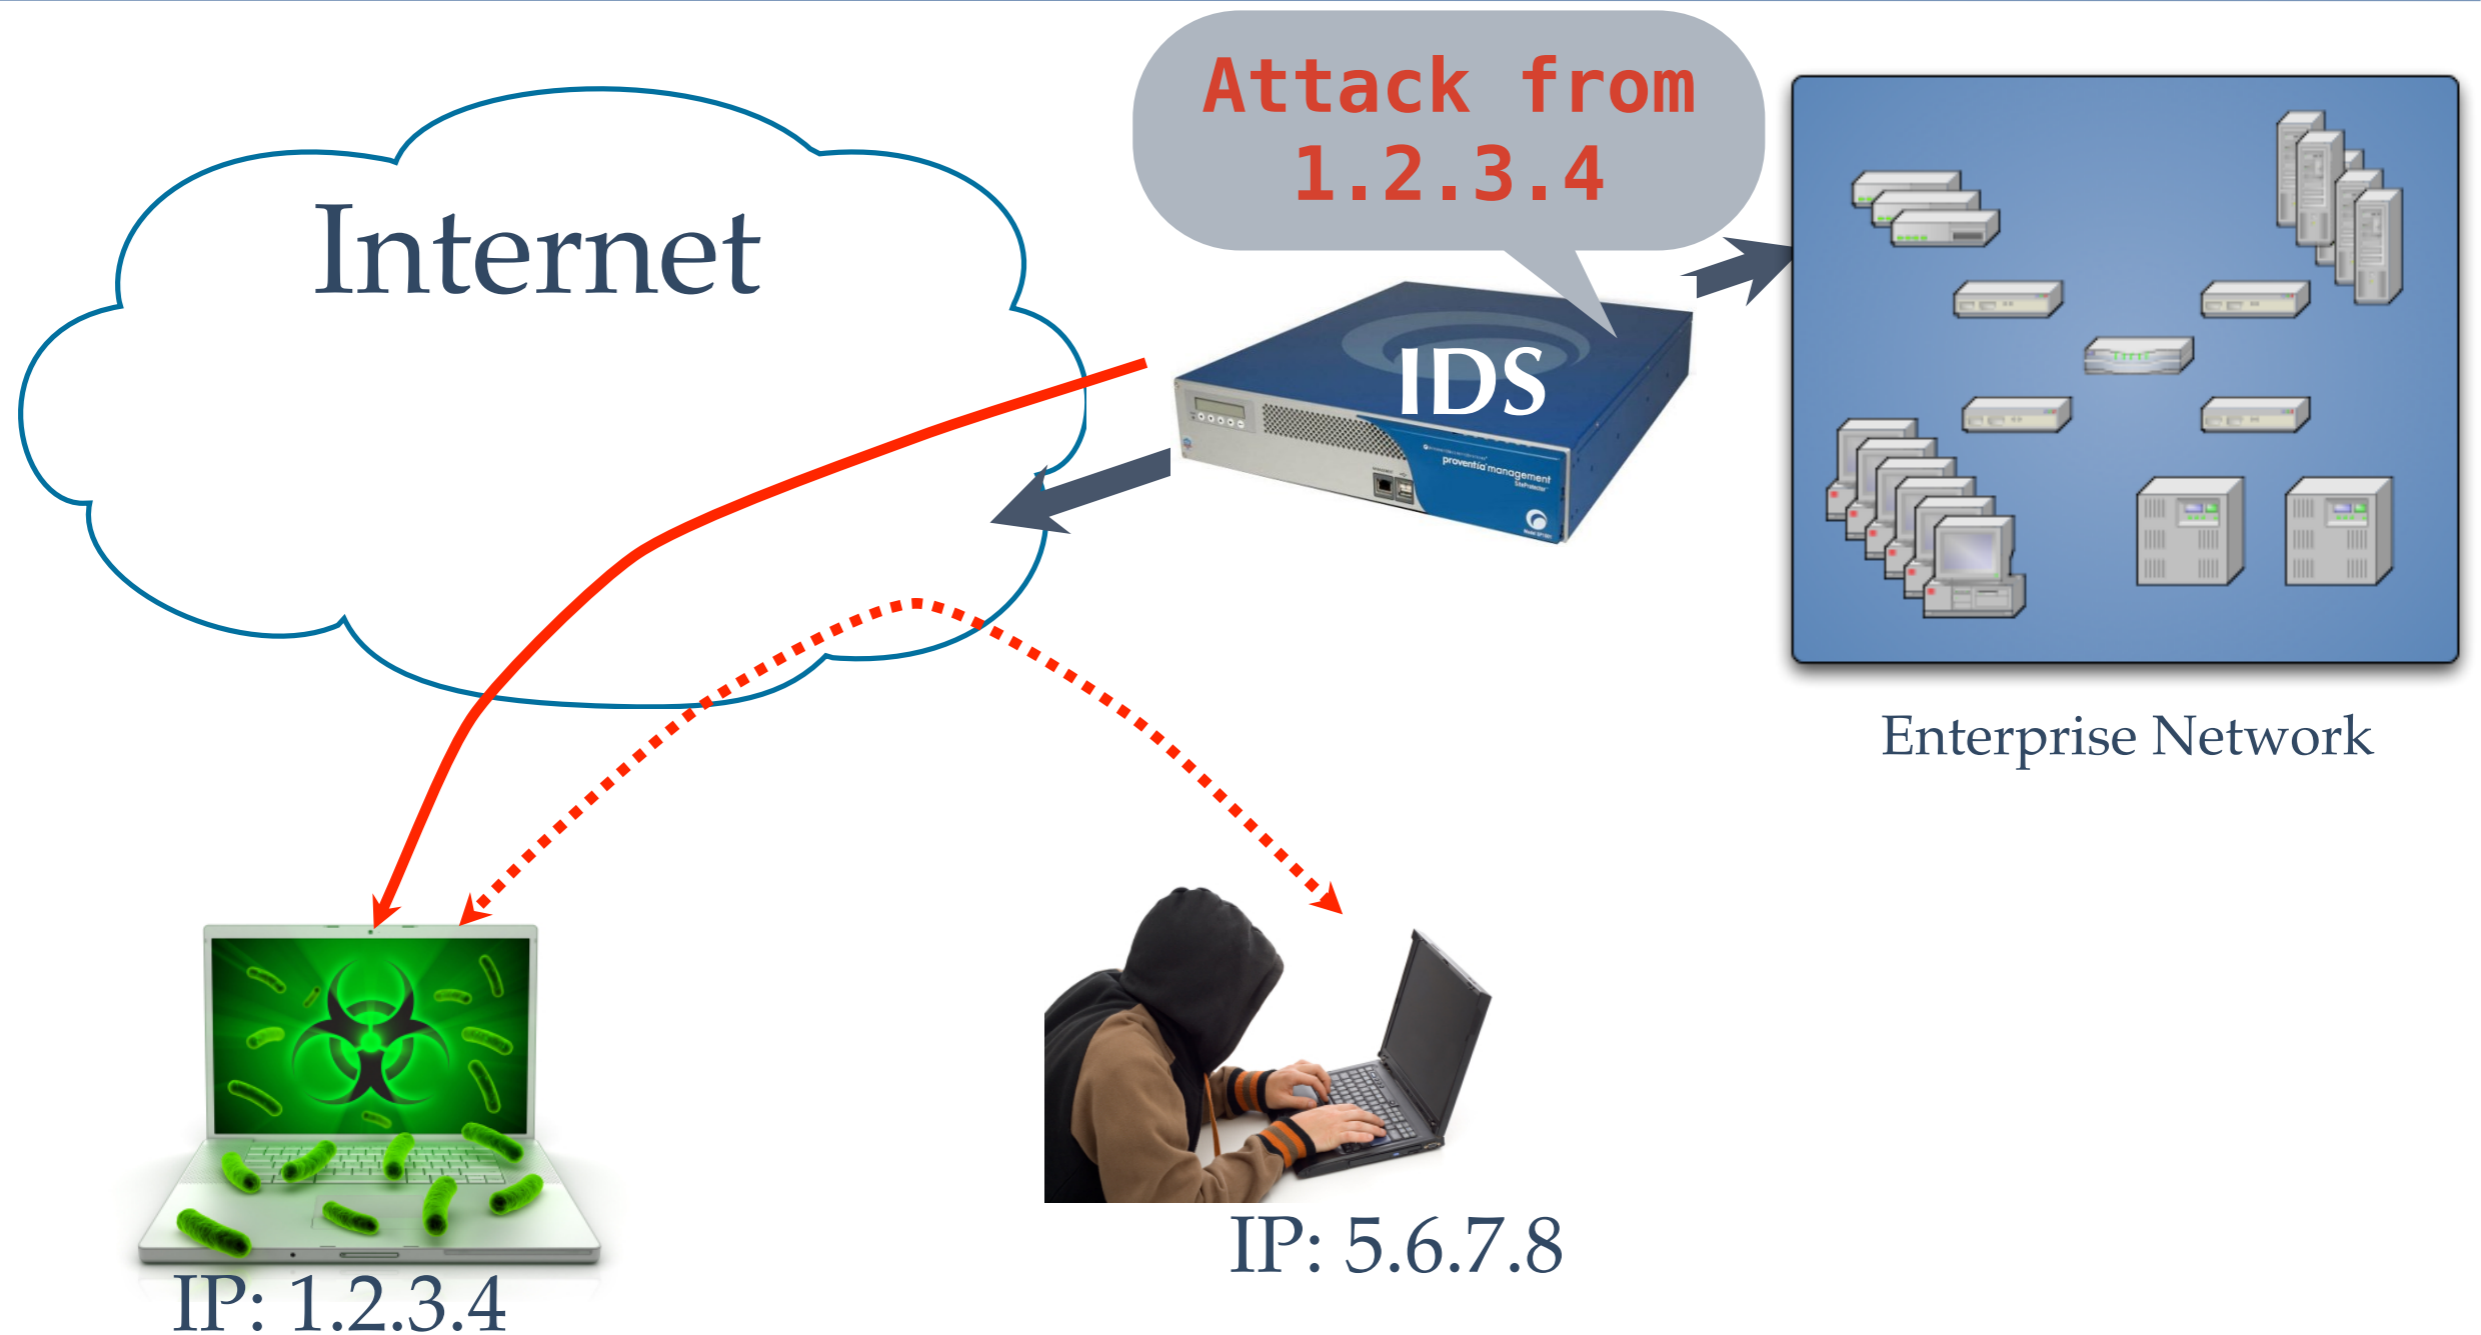 Attack from
1.2.3.4
Internet
IDS
proventia management
SiteProtector
Enterprise Network
IP: 5.6.7.8
IP: 1.2.3.4